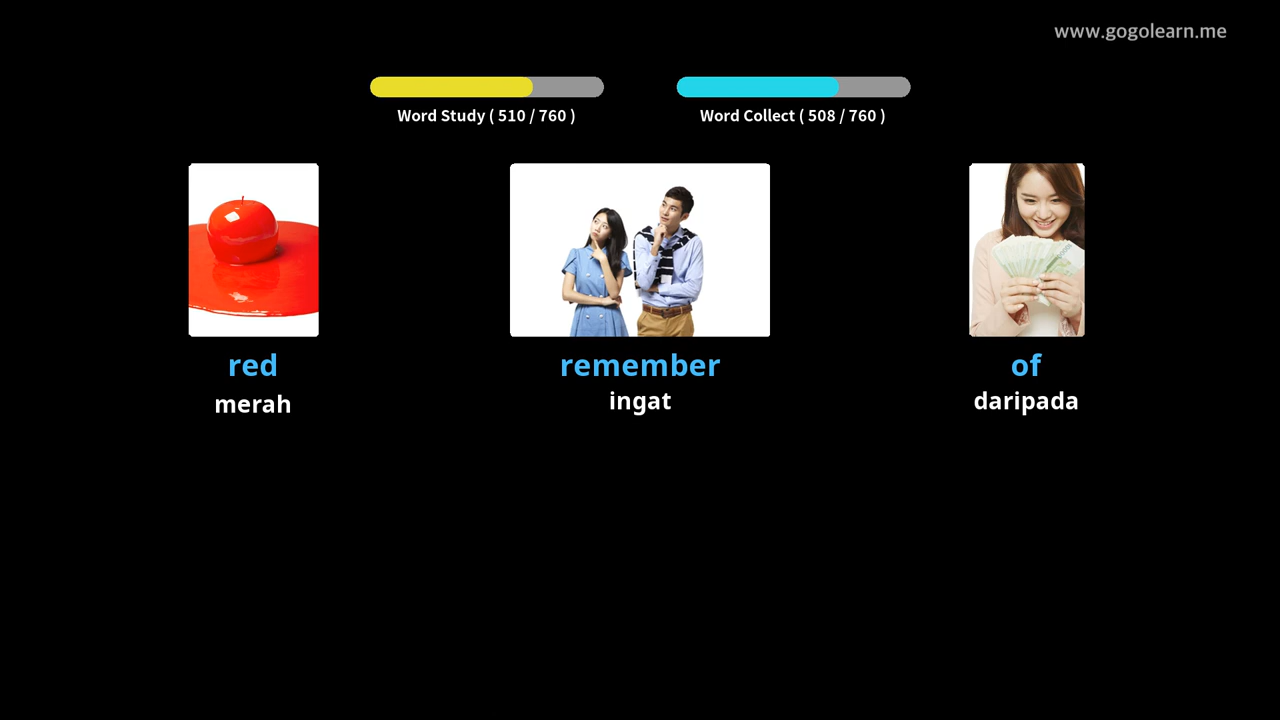 www.gogolearn.me
Word Study ( 510 / 760 )
Word Collect ( 508 / 760 )
red
remember
of
merah
ingat
daripada